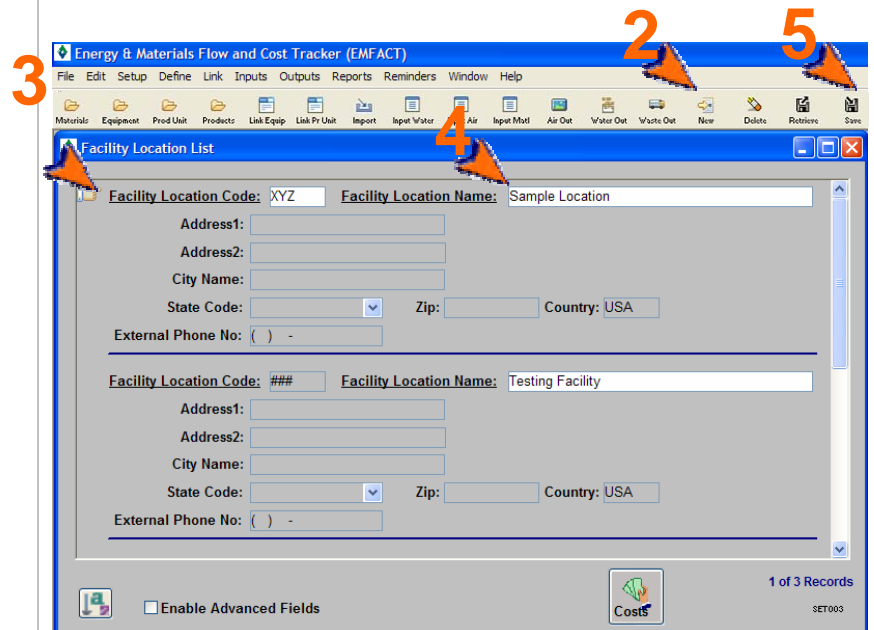 2 5
Energy & Materials Flow and Cost Tracker (EMFACT)
3
File Edit Setup Define Link Inputs Outputs Reports Reminders Window Help
Materials Equipment Prod Unit Products Link Equip Link Pr Unit Import Input Water Air Input Matl Air Out Water Out Waste Out New Delete Retrieve Save
4
Facility Location List
Facility Location Code: XYZ Facility Location Name: Sample Location
Address1:
Address2:
City Name:
State Code: Zip: Country: USA
External Phone No: ( ) -
Facility Location Code: ### Facility Location Name: Testing Facility
Address1:
Address2:
City Name:
State Code: Zip: Country: USA
External Phone No: ( ) -
1 of 3 Records
a z Enable Advanced Fields Costs SET003